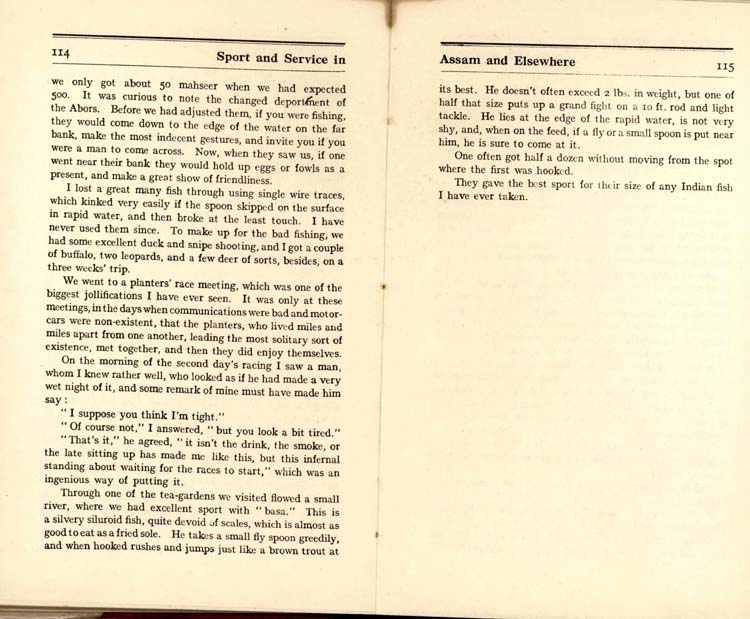 114
Sport and Service in
we only got about 50 mahseer when we had expected
500. It was curious to note the changed deportment of
the Abors. Before we had adjusted them, if you were fishing,
they would come down to the edge of the water on the far
bank, make the most indecent gestures, and invite you if you
were a man to come across. Now, when they saw us, if one
went near their bank they would hold up eggs or fowls as a
present, and make a great show of friendliness.
I lost a great many fish through using single wire traces,
which kinked very easily if the spoon skipped on the surface
in rapid water, and then broke at the least touch. I have
never used them since. To make up for the bad fishing, we
had some excellent duck and snipe shooting, and I got a couple
of buffalo, two leopards, and a few deer of sorts, besides, on a
three weeks' trip.
We went to a planters' race meeting, which was one of the
biggest jollifications I have ever seen. It was only at these
meetings, in the days when communications were bad and motor-
cars were non-existent, that the planters, who lived miles and
miles apart from one another, leading the most solitary sort of
existence, met together, and then they did enjoy themselves.
On the morning of the second day's racing I saw a man,
whom I knew rather well, who looked as if he had made a very
wet night of it, and some remark of mine must have made him
say :
" I suppose you think I'm tight."
" Of course not," I answered, " but you look a bit tired."
" That's it," he agreed, " it isn't the drink, the smoke, or
the late sitting up has made me like this, but this infernal
standing about waiting for the races to start," which was an
ingenious way of putting it.
Through one of the tea-gardens we visited flowed a small
river, where we had excellent sport with " basa." This is
a silvery siluroid fish, quite devoid of scales, which is almost as
good to eat as a fried sole. He takes a small fly spoon greedily,
and when hooked rushes and jumps just like a brown trout at
Assam and Elsewhere
115
its best. He doesn't often exceed 2 lbs. in weight, but one of
half that size puts up a grand fight on a 10 ft. rod and light
tackle. He lies at the edge of the rapid water, is not very
shy, and, when on the feed, if a fly or a small spoon is put near
him, he is sure to come at it.
One often got half a dozen without moving from the spot
where the first was hooked.
They gave the best sport for their size of any Indian fish
I have ever taken.